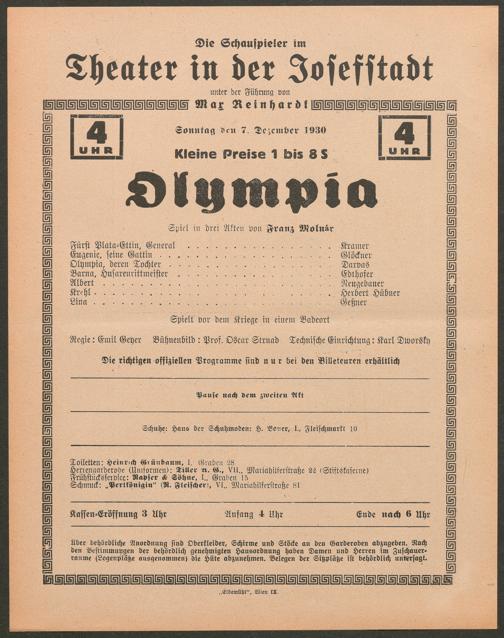 Die Schauspieler im
Theater in der Josefstadt
unter der Führung von
Max Reinhardt
4 UHR
4 UHR
Sonntag den 7. Dezember 1930
Kleine Preise 1 bis 8 S
Olympia
Spiel in drei Akten von Franz Molnár
Fürst Plata-Ettin, General . . . . . Kramer
Eugenie, seine Gattin . . . . . Glöckner
Olympia, deren Tochter . . . . . Darvas
Barna, Husarenrittmeister . . . . . Edthofer
Albert . . . . . Neugebauer
Krehl . . . . . Herbert Hübner
Lina . . . . . Geßner
Spielt vor dem Kriege in einem Badeort
Regie: Emil Geyer Bühnenbild: Prof. Oscar Strnad Technische Einrichtung: Karl Dworsky
Die richtigen offiziellen Programme sind nur bei den Billeteuren erhältlich
Pause nach dem zweiten Akt
Schuhe: Haus der Schuhmoden: H. Boyer, I., Fleischmarkt 10
Toiletten: Heinrich Grünbaum, I., Graben 26
Herrengarderobe (Uniformen): Tiller A. G., VII., Mariahilferstraße 22 (Stiftskaserne)
Frühstückservice: Rasper & Söhne, I., Graben 15
Schmuck: „Perlkönigin“ (R. Fleischer), VI., Mariahilferstraße 81
Kassen-Eröffnung 3 Uhr Anfang 4 Uhr Ende nach 6 Uhr
Über behördliche Anordnung sind Oberkleider, Schirme und Stöcke an den Garderoben abzugeben. Nach
den Bestimmungen der behördlich genehmigten Hausordnung haben Damen und Herren im Zuschauer-
raume (Logenplätze ausgenommen) die Hüte abzunehmen. Belegen der Sitzplätze ist behördlich untersagt.
„Elbemühl“, Wien IX.